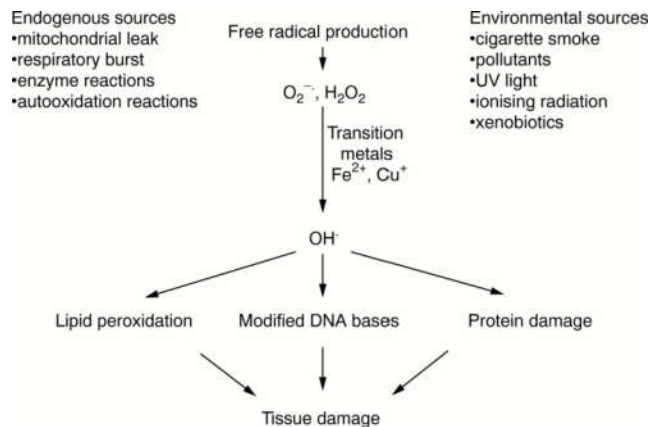 Endogenous sources
•mitochondrial leak
•respiratory burst
•enzyme reactions
•autooxidation reactions
Free radical production
Environmental sources
•cigarette smoke
•pollutants
•UV light
•ionising radiation
•xenobiotics
O₂⁻·, H₂O₂
Transition
metals
Fe²⁺, Cu⁺
OH·
Lipid peroxidation
Modified DNA bases
Protein damage
Tissue damage